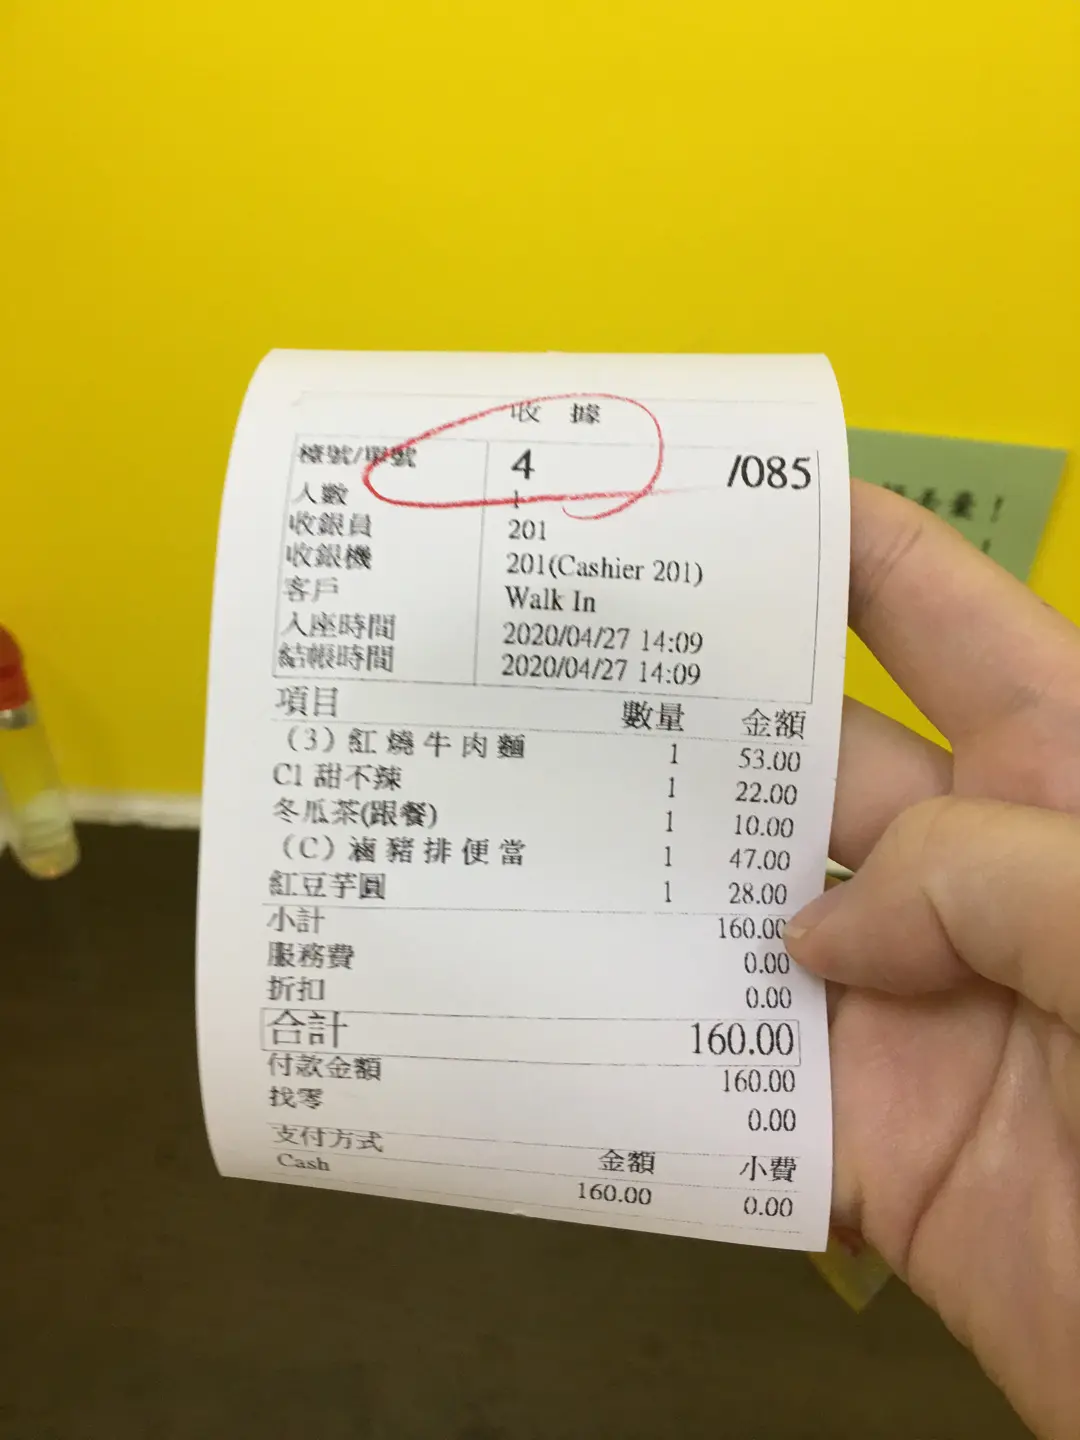 收 據
檯號/單號 4 /085
人數 1
收銀員 201
收銀機 201(Cashier 201)
客戶 Walk In
入座時間 2020/04/27 14:09
結帳時間 2020/04/27 14:09
項目 數量 金額
(3) 紅燒牛肉麵 1 53.00
C1 甜不辣 1 22.00
冬瓜茶(跟餐) 1 10.00
(C) 滷豬排便當 1 47.00
紅豆芋圓 1 28.00
小計 160.00
服務費 0.00
折扣 0.00
合計 160.00
付款金額 160.00
找零 0.00
支付方式 金額 小費
Cash 160.00 0.00